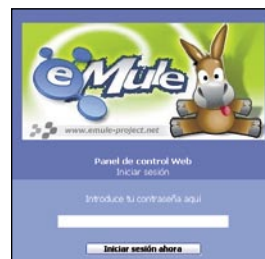 eMule
www.emule-project.net
Panel de control Web
Iniciar sesión
Introduce tu contraseña aquí
Iniciar sesión ahora